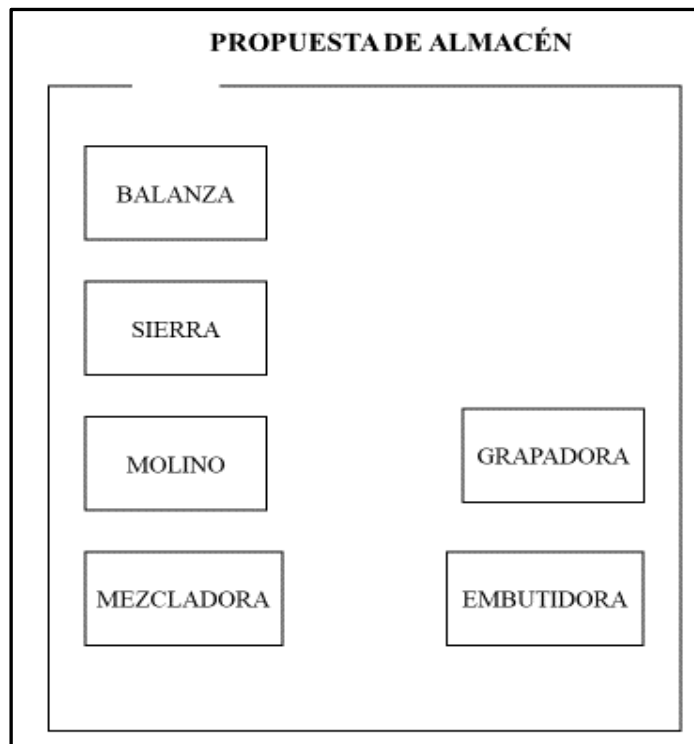 PROPUESTA DE ALMACÉN
BALANZA
SIERRA
MOLINO
GRAPADORA
MEZCLADORA
EMBUTIDORA